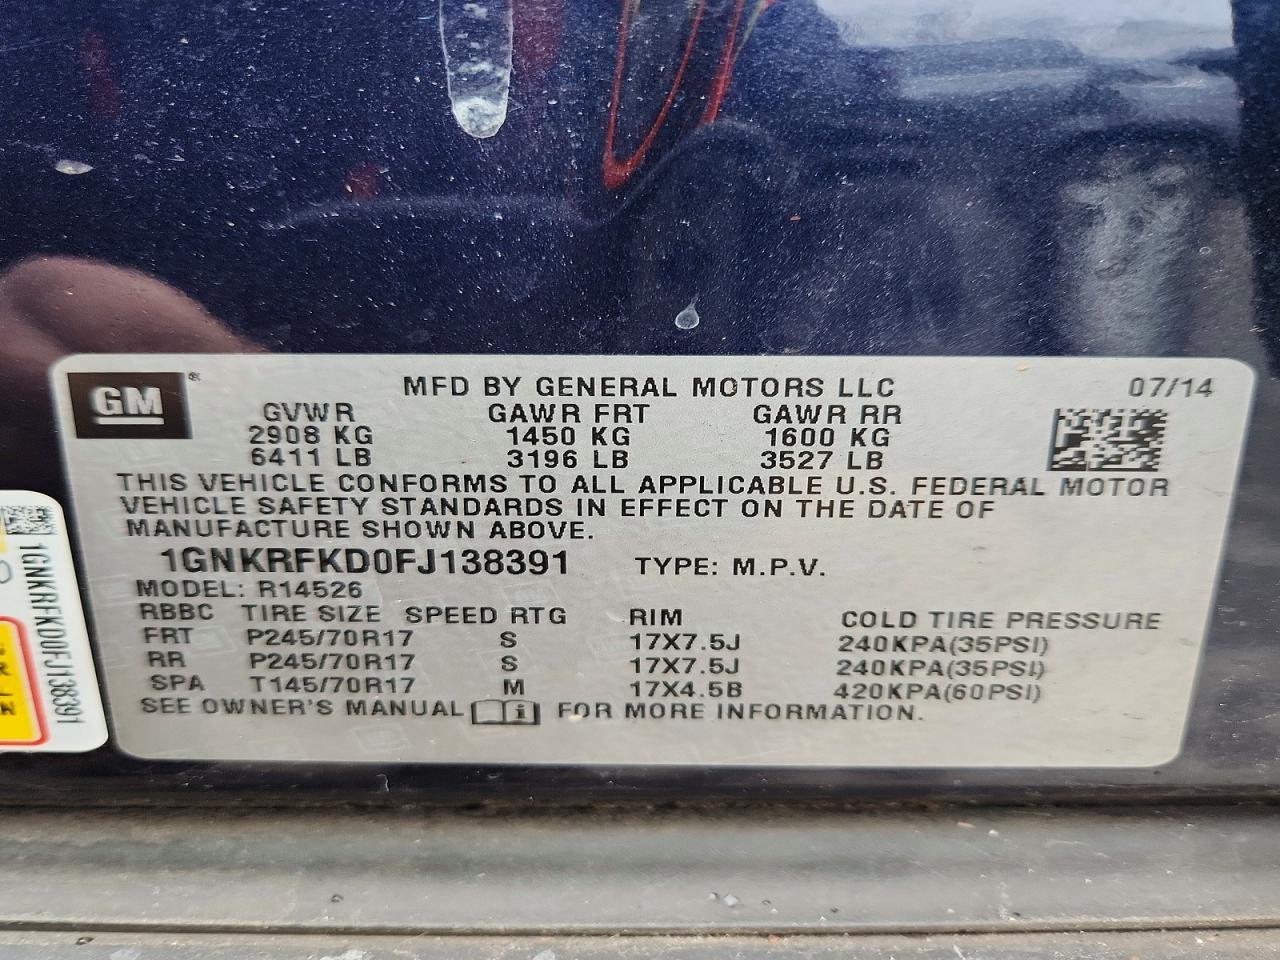 GM ®
MFD BY GENERAL MOTORS LLC 07/14
GVWR GAWR FRT GAWR RR
2908 KG 1450 KG 1600 KG
6411 LB 3196 LB 3527 LB
THIS VEHICLE CONFORMS TO ALL APPLICABLE U.S. FEDERAL MOTOR
VEHICLE SAFETY STANDARDS IN EFFECT ON THE DATE OF
MANUFACTURE SHOWN ABOVE.
1GNKRFKD0FJ138391 TYPE: M.P.V.
MODEL: R14526
RBBC TIRE SIZE SPEED RTG RIM COLD TIRE PRESSURE
FRT P245/70R17 S 17X7.5J 240KPA(35PSI)
RR P245/70R17 S 17X7.5J 240KPA(35PSI)
SPA T145/70R17 M 17X4.5B 420KPA(60PSI)
SEE OWNER'S MANUAL i FOR MORE INFORMATION.
1GNKRFKD0FJ138391